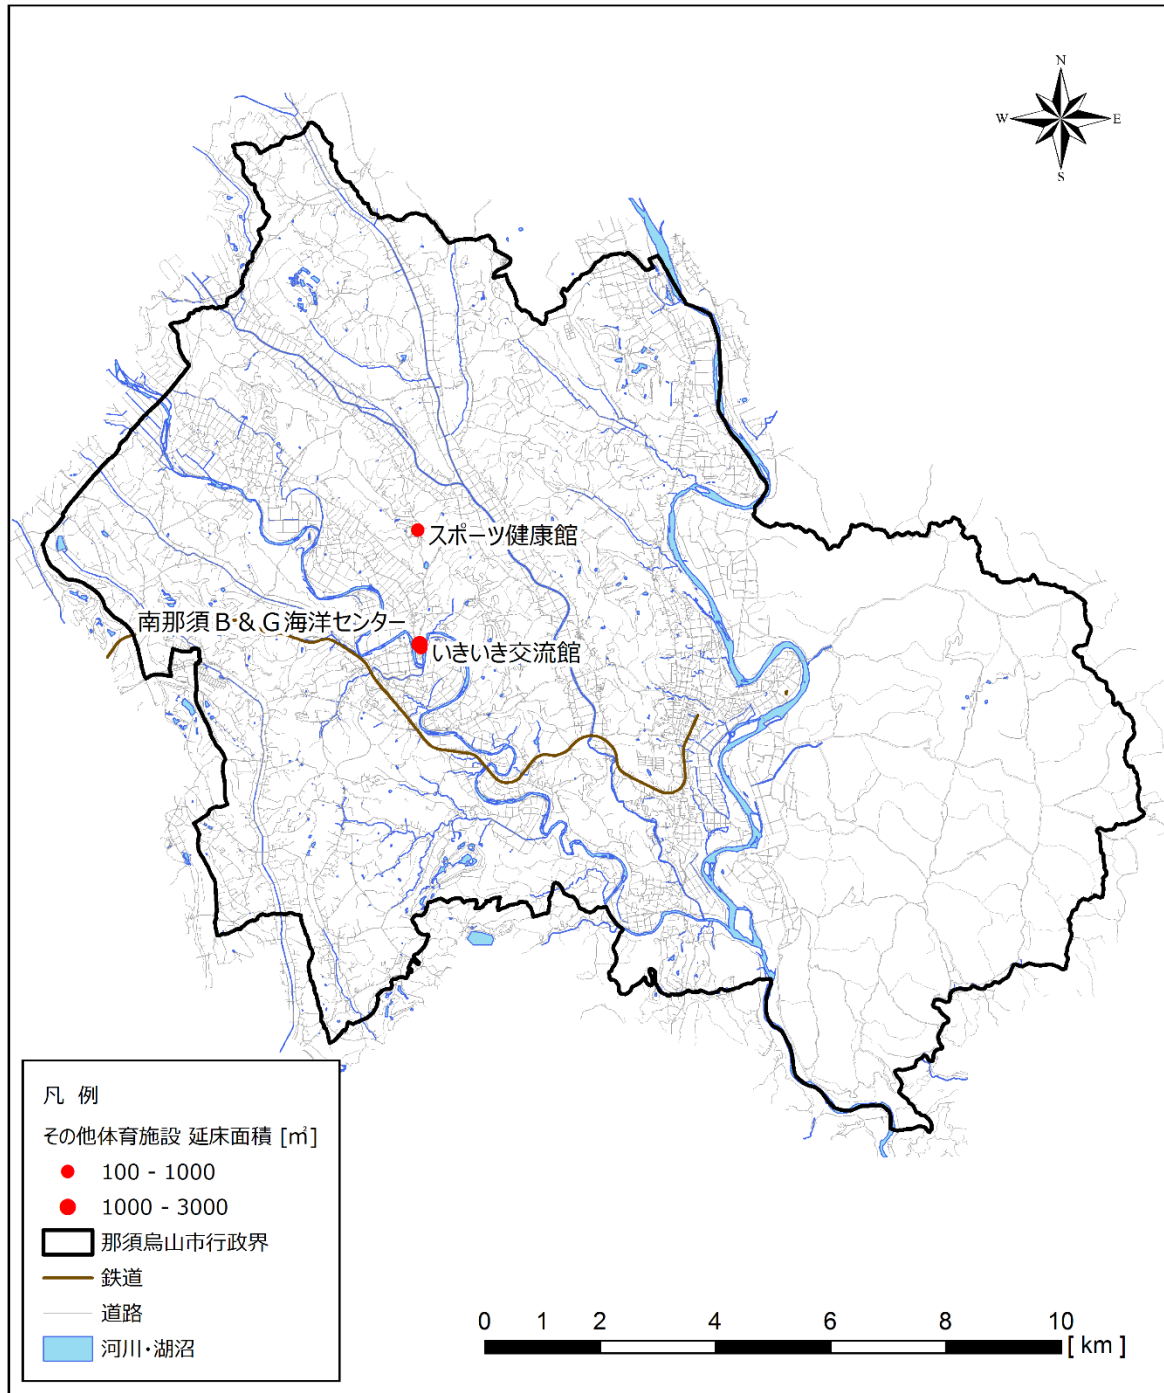 N
W E
S
スポーツ健康館
南那須Ｂ＆Ｇ海洋センター
いきいき交流館
凡 例
その他体育施設 延床面積 [㎡]
100 - 1000
1000 - 3000
那須烏山市行政界
鉄道
道路
河川・湖沼
0 1 2 4 6 8 10
[ km ]